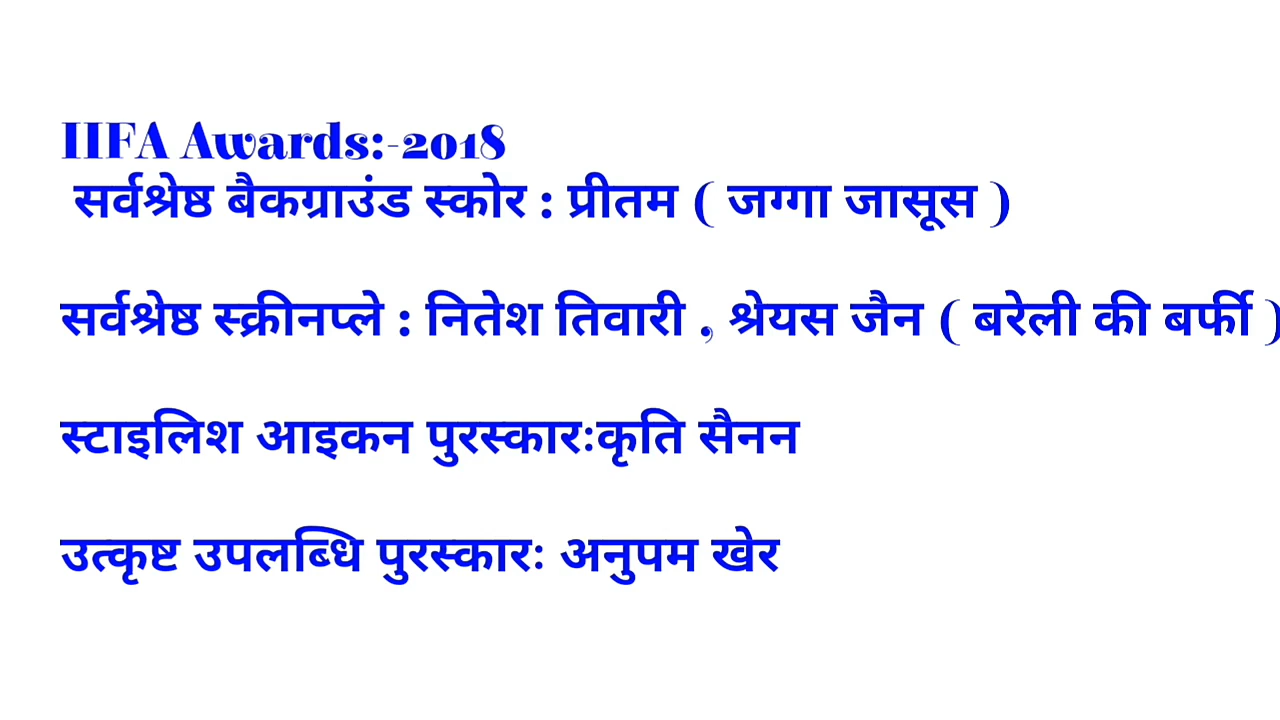 IIFA Awards:-2018
सर्वश्रेष्ठ बैकग्राउंड स्कोर : प्रीतम ( जग्गा जासूस )
सर्वश्रेष्ठ स्क्रीनप्ले : नितेश तिवारी , श्रेयस जैन ( बरेली की बर्फी )
स्टाइलिश आइकन पुरस्कारःकृति सैनन
उत्कृष्ट उपलब्धि पुरस्कारः अनुपम खेर